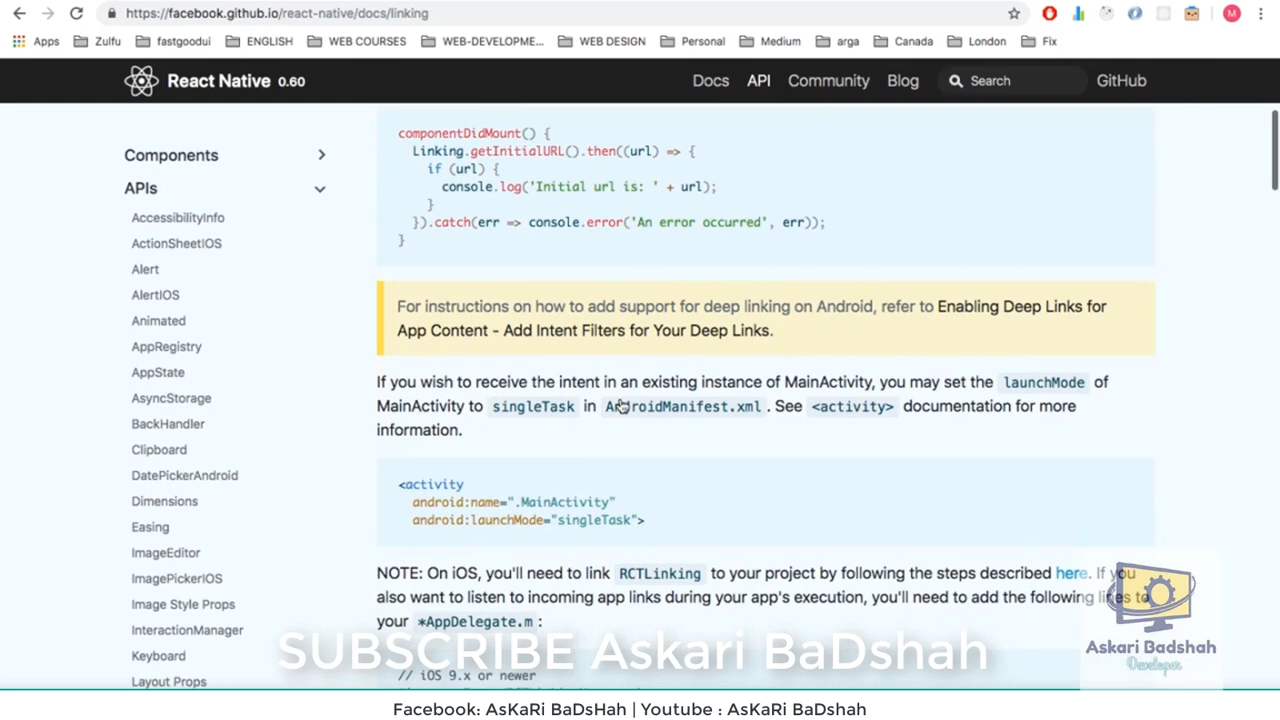 https://facebook.github.io/react-native/docs/linking
M
Apps
Zulfu
fastgoodui
ENGLISH
WEB COURSES
WEB-DEVELOPME...
WEB DESIGN
Personal
Medium
arga
Canada
London
Fix
React Native 0.60
Docs
API
Community
Blog
Search
GitHub
Components
APIs
AccessibilityInfo
ActionSheetIOS
Alert
AlertIOS
Animated
AppRegistry
AppState
AsyncStorage
BackHandler
Clipboard
DatePickerAndroid
Dimensions
Easing
ImageEditor
ImagePickerIOS
Image Style Props
InteractionManager
Keyboard
Layout Props
componentDidMount() {
Linking.getInitialURL().then((url) => {
if (url) {
console.log('Initial url is: ' + url);
}
}).catch(err => console.error('An error occurred', err));
}
For instructions on how to add support for deep linking on Android, refer to Enabling Deep Links for
App Content - Add Intent Filters for Your Deep Links.
If you wish to receive the intent in an existing instance of MainActivity, you may set the launchMode of
MainActivity to singleTask in AndroidManifest.xml . See <activity> documentation for more
information.
<activity
android:name=".MainActivity"
android:launchMode="singleTask">
NOTE: On iOS, you'll need to link RCTLinking to your project by following the steps described here. If you
also want to listen to incoming app links during your app's execution, you'll need to add the following lines to
your *AppDelegate.m :
// iOS 9.x or newer
SUBSCRIBE Askari BaDshah
Askari Badshah
Developer
Facebook: AsKaRi BaDsHah | Youtube : AsKaRi BaDshah